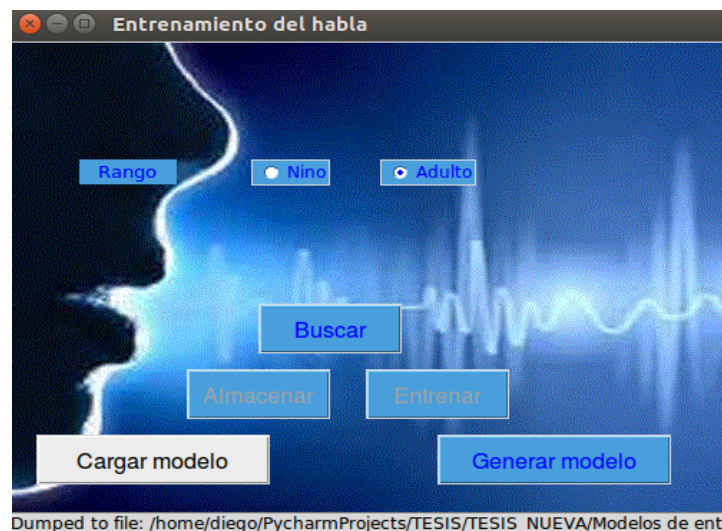 Entrenamiento del habla
Rango Nino Adulto
Buscar
Almacenar Entrenar
Cargar modelo Generar modelo
Dumped to file: /home/diego/PycharmProjects/TESIS/TESIS_NUEVA/Modelos de ent